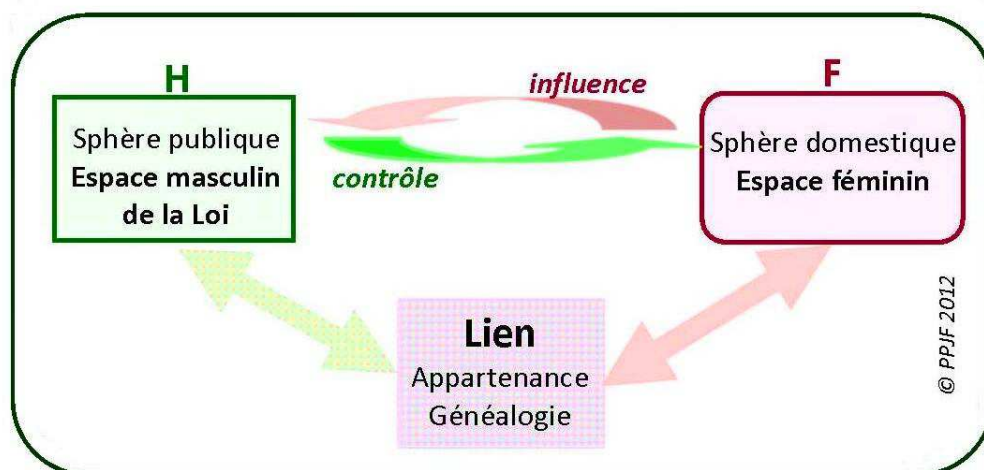 H
Sphère publique
Espace masculin
de la Loi
influence
contrôle
F
Sphère domestique
Espace féminin
Lien
Appartenance
Généalogie
© PPJF 2012